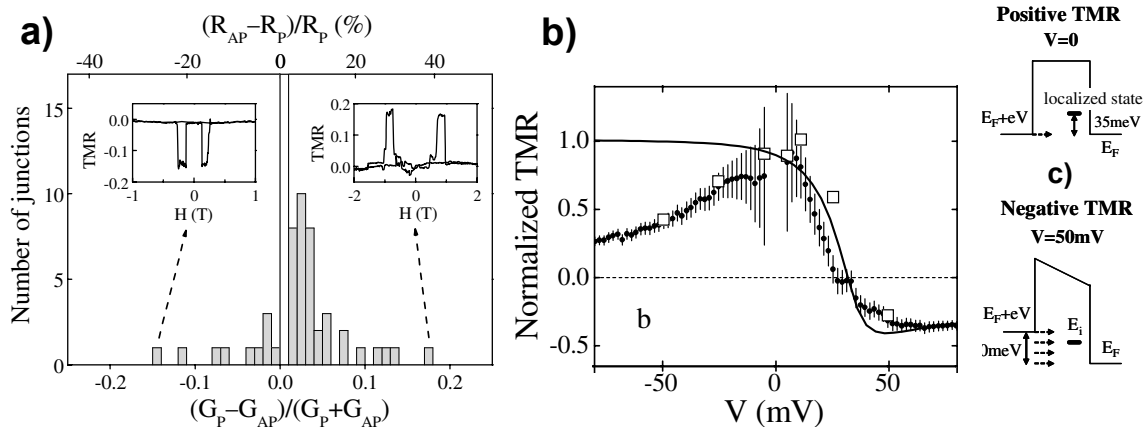 a)
(R_AP–R_P)/R_P (%)
-40 -20 0 20 40
Number of junctions
15
10
5
0
TMR
0.0
-0.1
-0.2
-1 0 1
H (T)
TMR
0.2
0.1
0.0
-2 0 2
H (T)
-0.2 -0.1 0.0 0.1 0.2
(G_P–G_AP)/(G_P+G_AP)
b)
Normalized TMR
1.0
0.5
0.0
-0.5
b
-50 0 50
V (mV)
Positive TMR
V=0
localized state
E_F+eV
35meV
E_F
c)
Negative TMR
V=50mV
E_F+eV
E_i
E_F
0meV